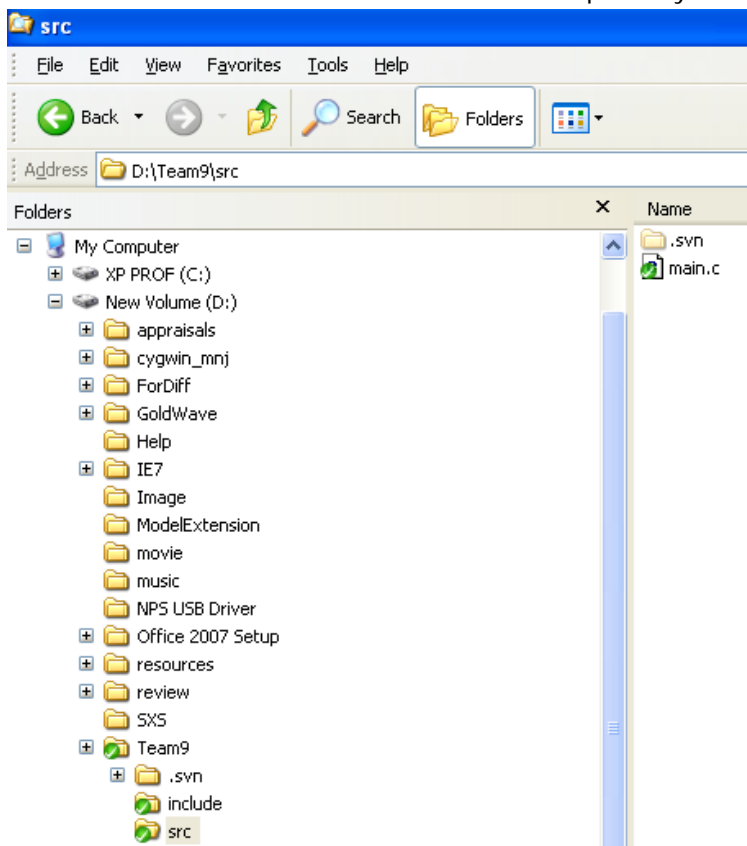 src
File Edit View Favorites Tools Help
Back Search Folders
Address D:\Team9\src
Folders x Name
My Computer
XP PROF (C:)
New Volume (D:)
appraisals
cygwin_mnj
ForDiff
GoldWave
Help
IE7
Image
ModelExtension
movie
music
NPS USB Driver
Office 2007 Setup
resources
review
SXS
Team9
.svn
include
src
.svn
main.c